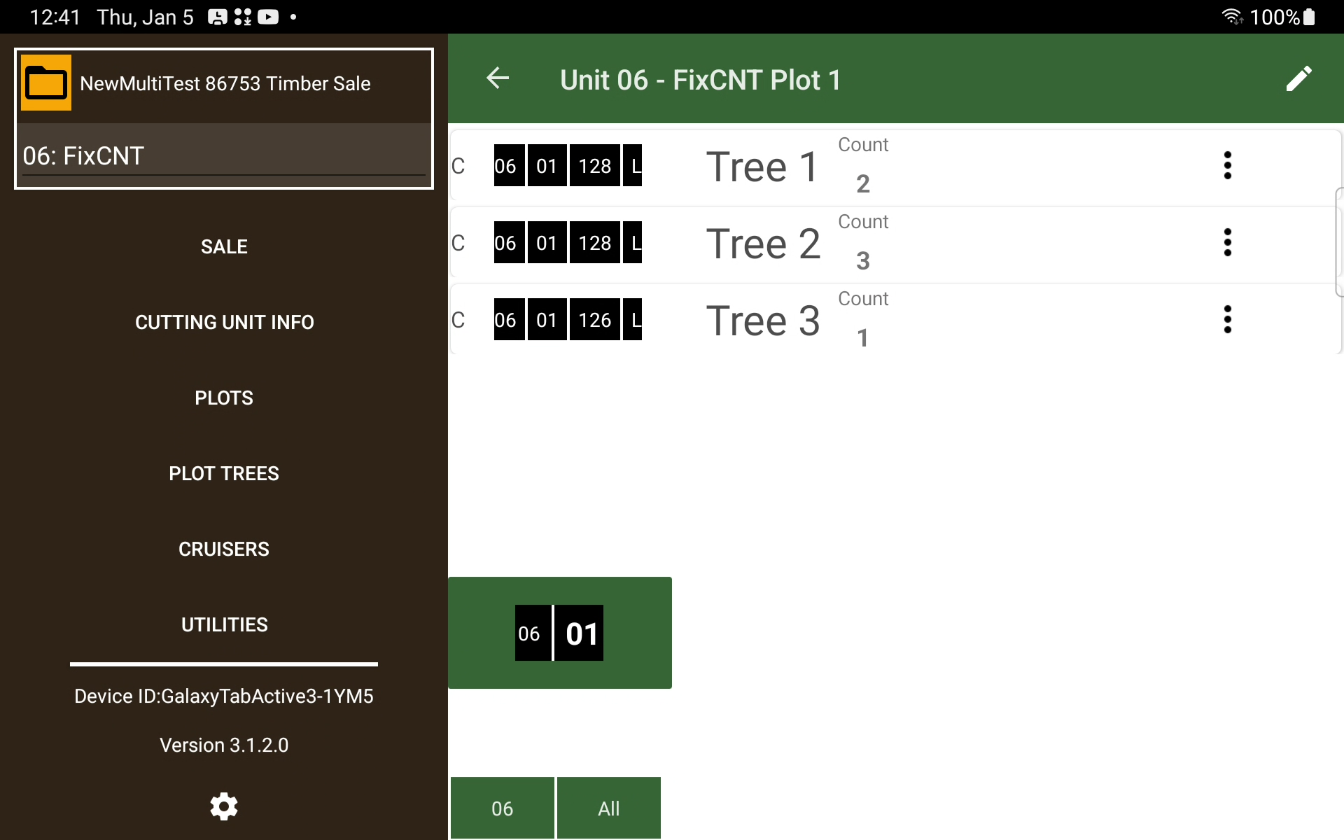 12:41 Thu, Jan 5 100%
NewMultiTest 86753 Timber Sale
06: FixCNT
SALE
CUTTING UNIT INFO
PLOTS
PLOT TREES
CRUISERS
UTILITIES
Device ID:GalaxyTabActive3-1YM5
Version 3.1.2.0
Unit 06 - FixCNT Plot 1
C 06 01 128 L Tree 1 Count
2
C 06 01 128 L Tree 2 Count
3
C 06 01 126 L Tree 3 Count
1
06 01
06 All